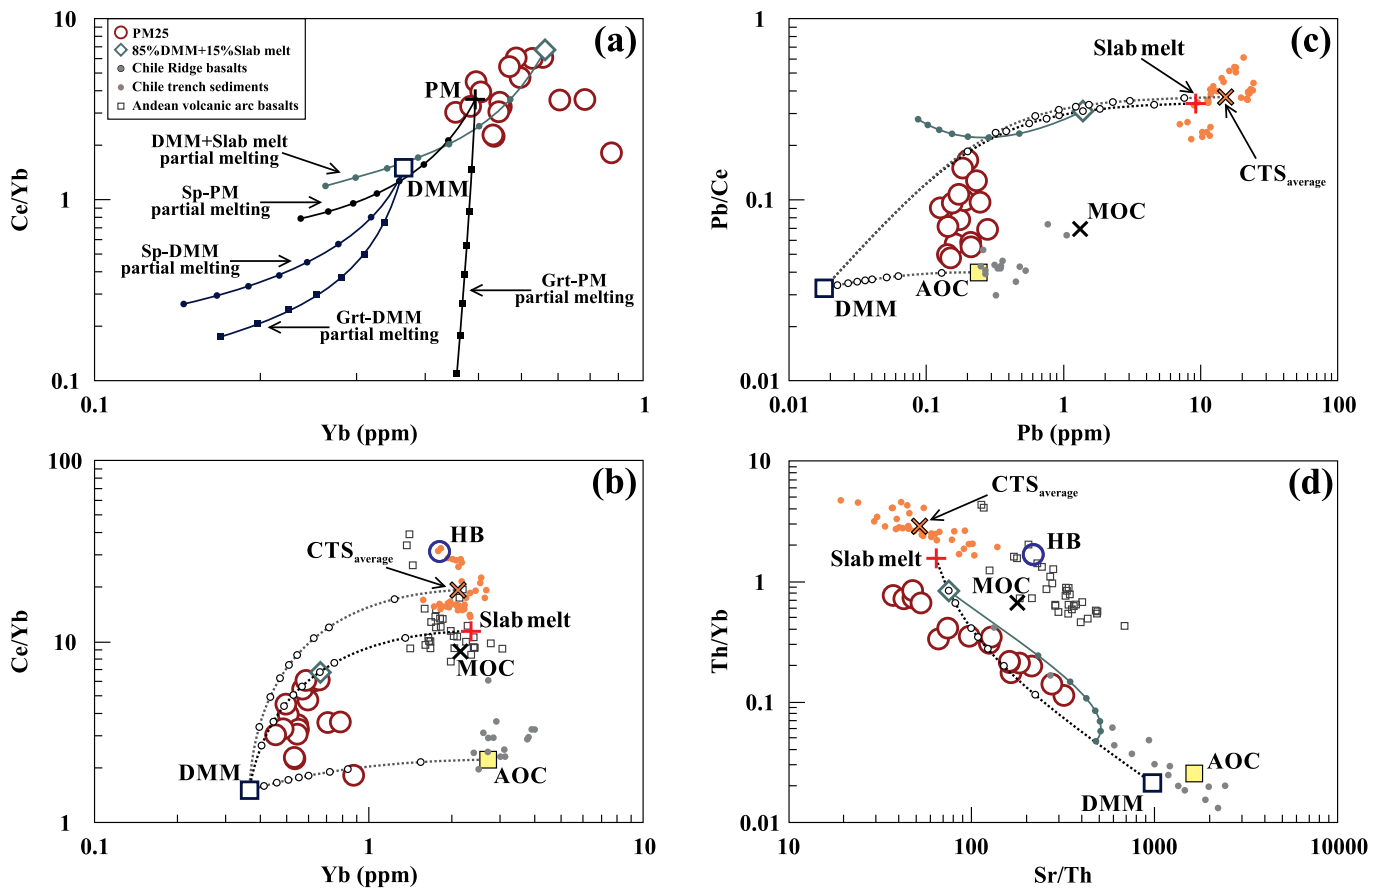 10
1
0.1
0.1
1
Ce/Yb
Yb (ppm)
(a)
PM25
85%DMM+15%Slab melt
Chile Ridge basalts
Chile trench sediments
Andean volcanic arc basalts
PM
DMM+Slab melt
partial melting
DMM
Sp-PM
partial melting
Sp-DMM
partial melting
Grt-DMM
partial melting
Grt-PM
partial melting
1
0.1
0.01
0.01
0.1
1
10
100
Pb/Ce
Pb (ppm)
(c)
Slab melt
CTSaverage
MOC
AOC
DMM
100
10
1
0.1
1
10
Ce/Yb
Yb (ppm)
(b)
HB
CTSaverage
Slab melt
MOC
DMM
AOC
10
1
0.1
0.01
10
100
1000
10000
Th/Yb
Sr/Th
(d)
CTSaverage
Slab melt
HB
MOC
AOC
DMM